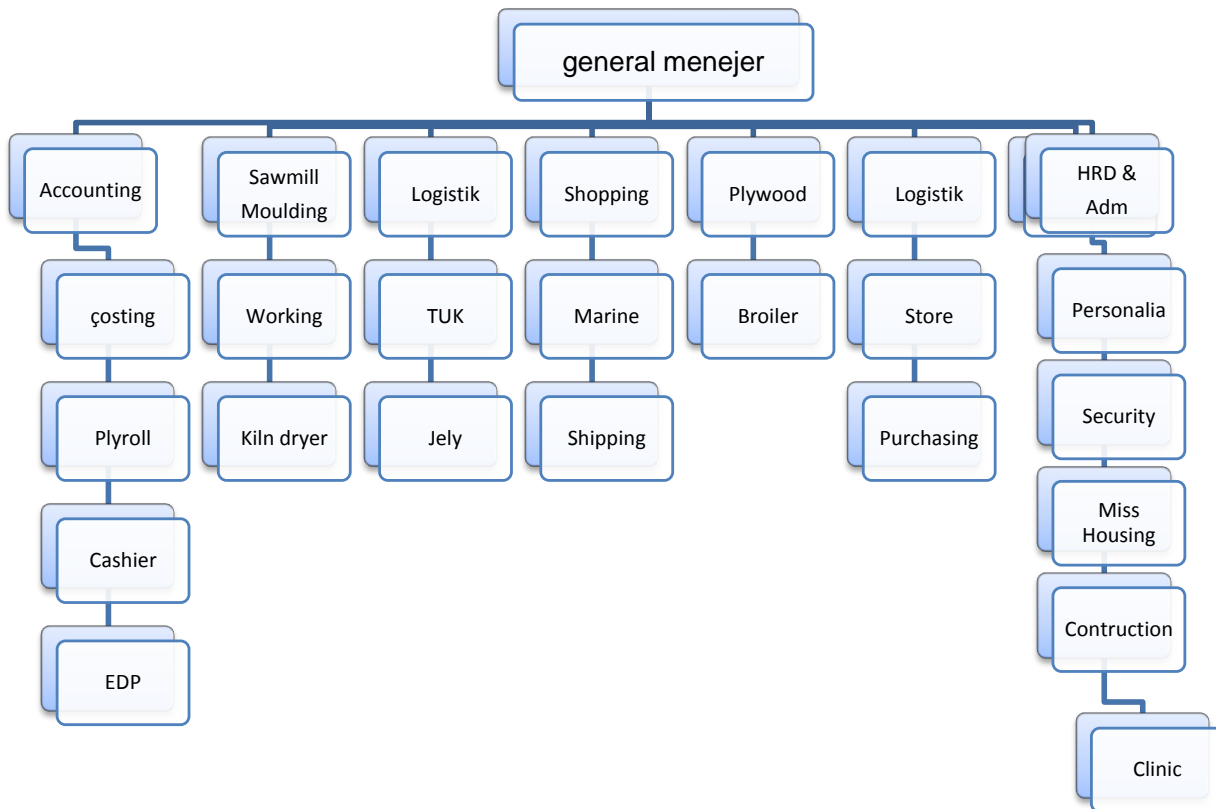 general menejer
Accounting
Sawmill
Moulding
Logistik
Shopping
Plywood
Logistik
HRD &
Adm
çosting
Working
TUK
Marine
Broiler
Store
Personalia
Plyroll
Kiln dryer
Jely
Shipping
Purchasing
Security
Cashier
Miss
Housing
EDP
Contruction
Clinic